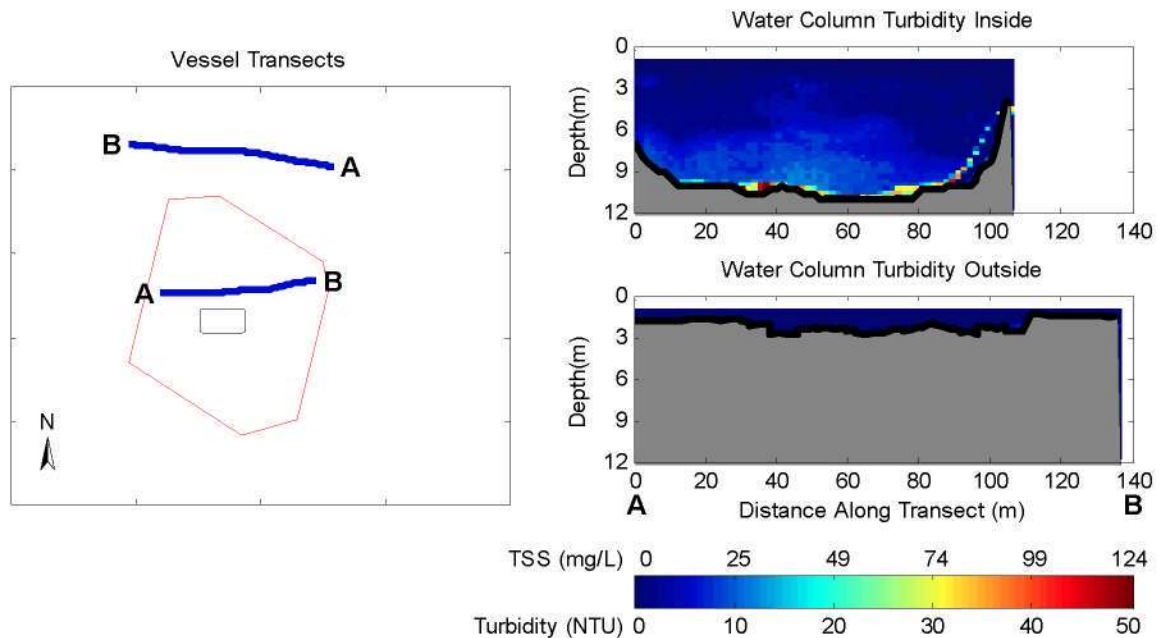 Vessel Transects
B
A
A
B
N
Water Column Turbidity Inside
Depth(m)
0
3
6
9
12
0 20 40 60 80 100 120 140
Water Column Turbidity Outside
Depth(m)
0
3
6
9
12
0 20 40 60 80 100 120 140
A Distance Along Transect (m) B
TSS (mg/L) 0 25 49 74 99 124
Turbidity (NTU) 0 10 20 30 40 50